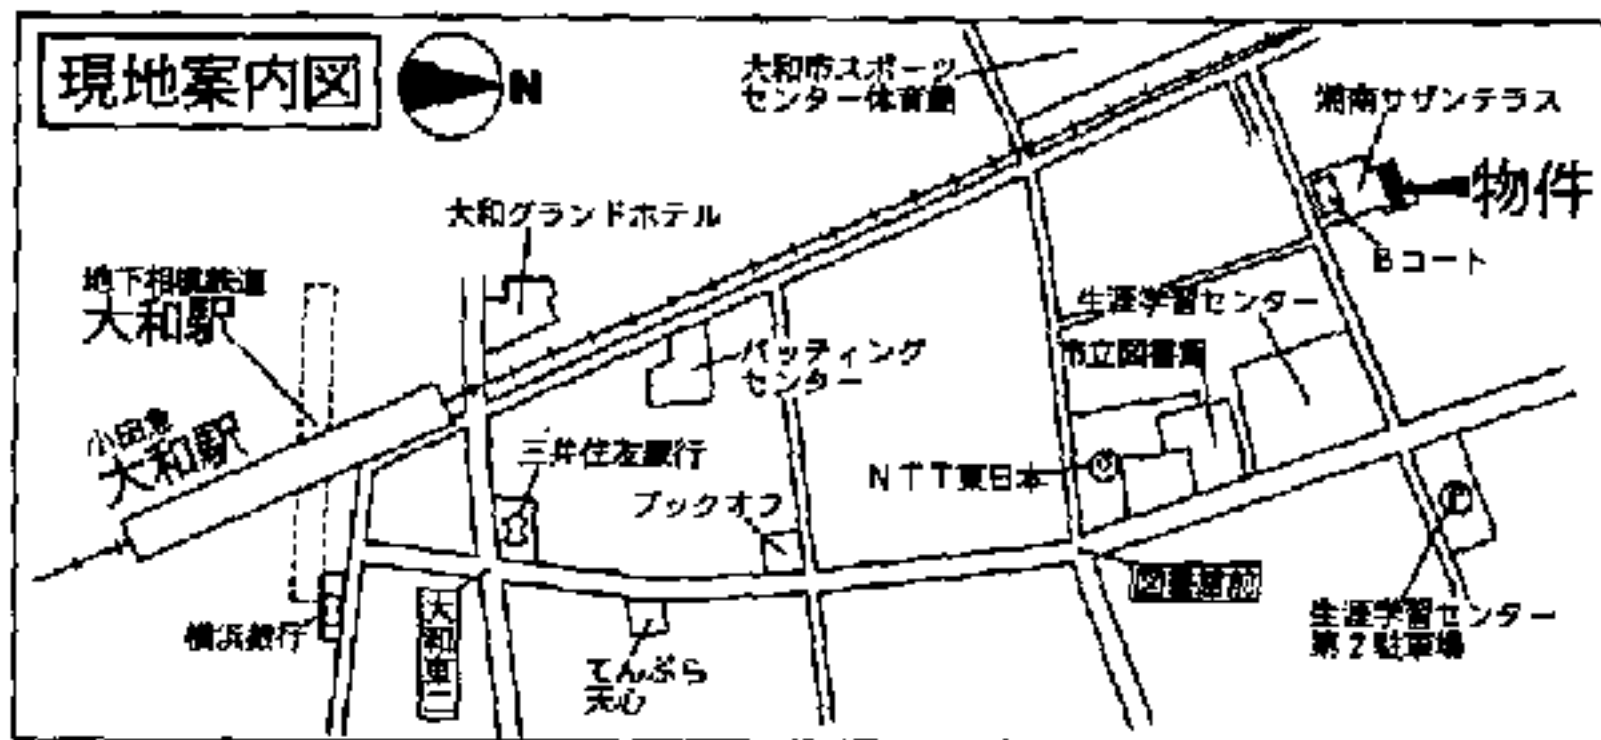 現地案内図
N
大和市スポーツ
センター体育館
湘南サザンテラス
物件
大和グランドホテル
Bコート
地下相模鉄道
大和駅
生涯学習センター
市立図書館
バッティング
センター
小田急
大和駅
三井住友銀行
NTT東日本
ブックオフ
図書館前
横浜銀行
大和東二
てんぷら
天心
P
生涯学習センター
第2駐車場